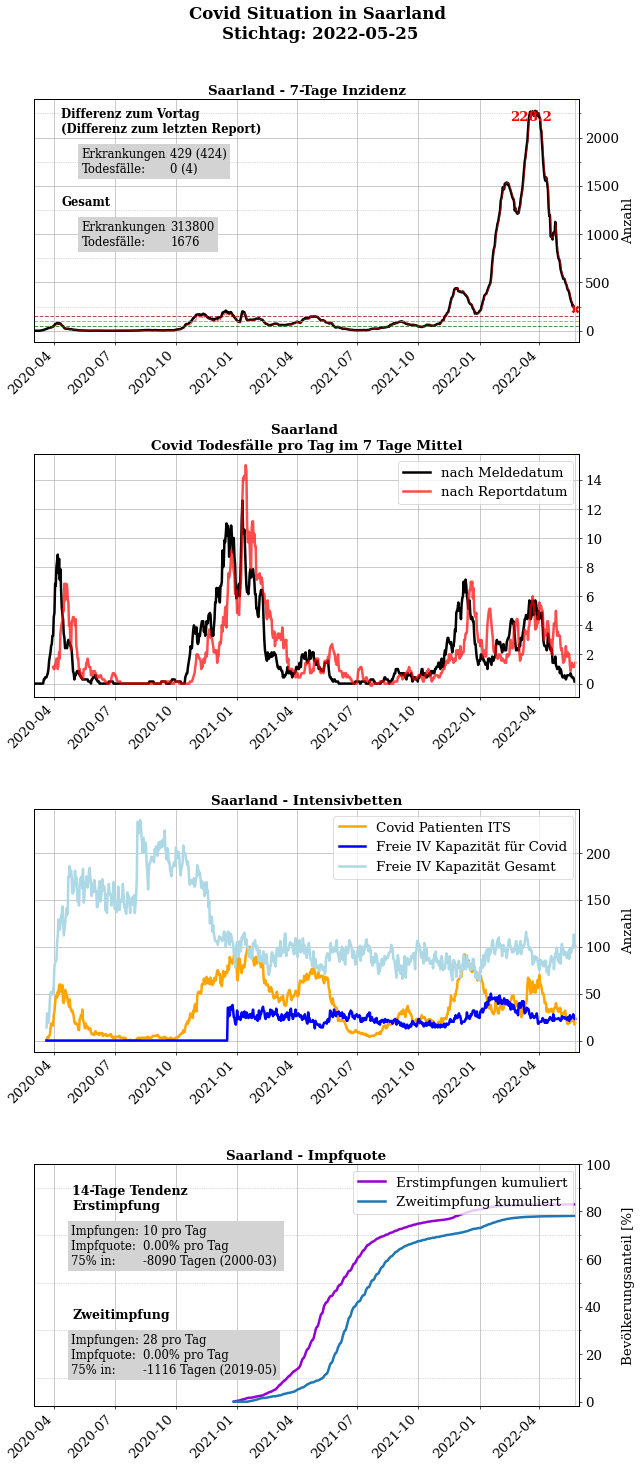 Covid Situation in Saarland
Stichtag: 2022-05-25
Saarland - 7-Tage Inzidenz
Differenz zum Vortag
(Differenz zum letzten Report)
Erkrankungen 429 (424)
Todesfälle: 0 (4)
Gesamt
Erkrankungen 313800
Todesfälle: 1676
2000
1500
1000
500
0
Anzahl
2020-04
2020-07
2020-10
2021-01
2021-04
2021-07
2021-10
2022-01
2022-04
Saarland
Covid Todesfälle pro Tag im 7 Tage Mittel
nach Meldedatum
nach Reportdatum
14
12
10
8
6
4
2
0
2020-04
2020-07
2020-10
2021-01
2021-04
2021-07
2021-10
2022-01
2022-04
Saarland - Intensivbetten
Covid Patienten ITS
Freie IV Kapazität für Covid
Freie IV Kapazität Gesamt
200
150
100
50
0
Anzahl
2020-04
2020-07
2020-10
2021-01
2021-04
2021-07
2021-10
2022-01
2022-04
Saarland - Impfquote
14-Tage Tendenz
Erstimpfung
Impfungen: 10 pro Tag
Impfquote: 0.00% pro Tag
75% in: -8090 Tagen (2000-03)
Zweitimpfung
Impfungen: 28 pro Tag
Impfquote: 0.00% pro Tag
75% in: -1116 Tagen (2019-05)
Erstimpfungen kumuliert
Zweitimpfung kumuliert
100
80
60
40
20
0
Bevölkerungsanteil [%]
2020-04
2020-07
2020-10
2021-01
2021-04
2021-07
2021-10
2022-01
2022-04